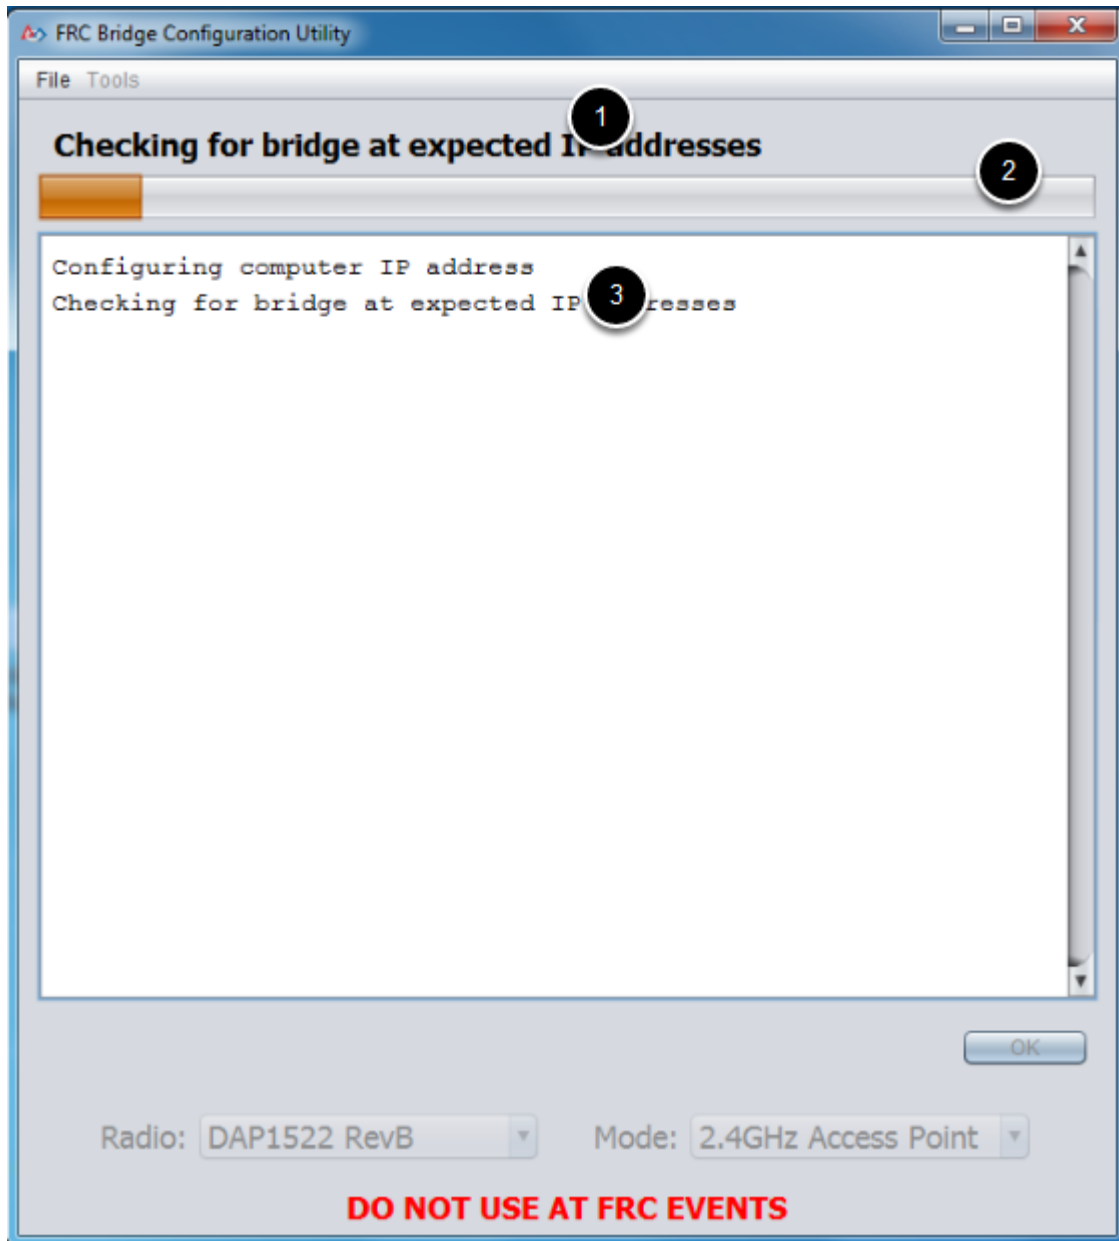 FRC Bridge Configuration Utility
File Tools
1
Checking for bridge at expected IP addresses
2
Configuring computer IP address
Checking for bridge at expected IP addresses
3
OK
Radio: DAP1522 RevB Mode: 2.4GHz Access Point
DO NOT USE AT FRC EVENTS